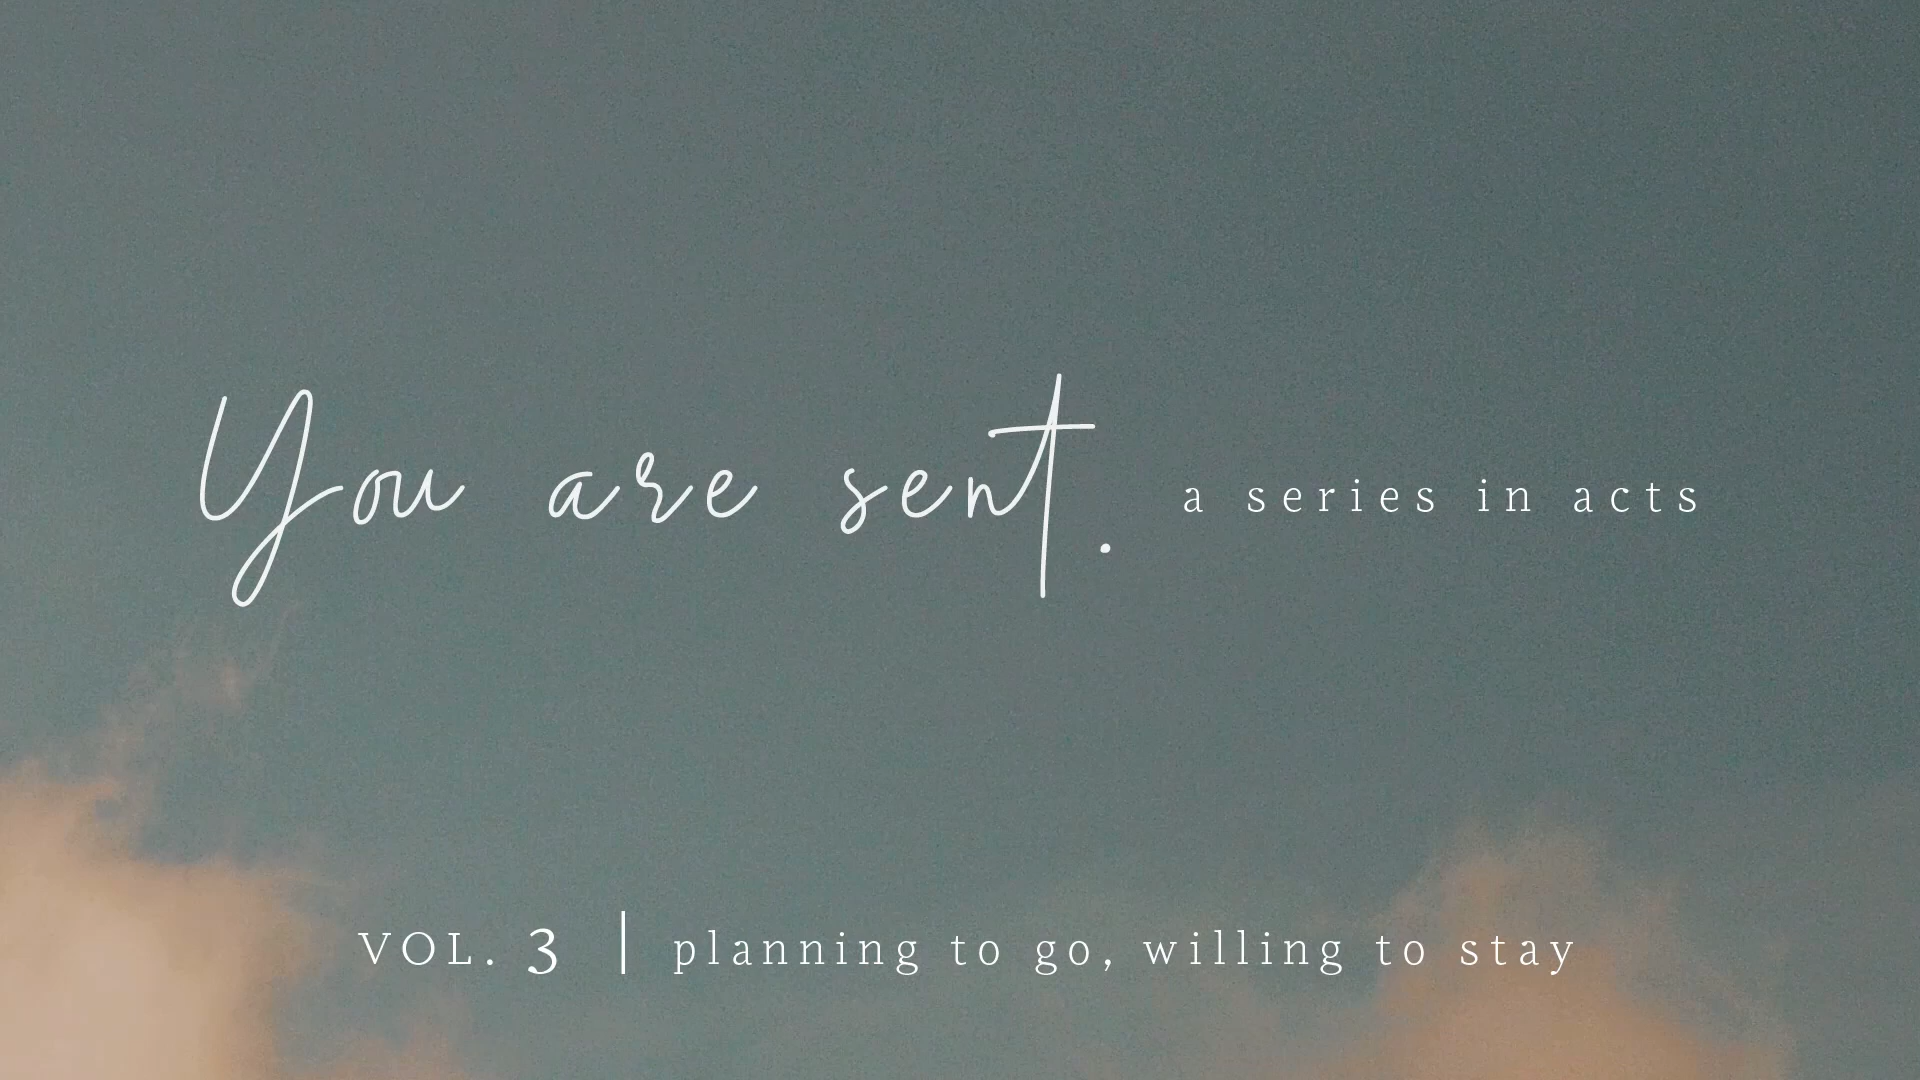 You are sent. a series in acts
VOL. 3 | planning to go, willing to stay